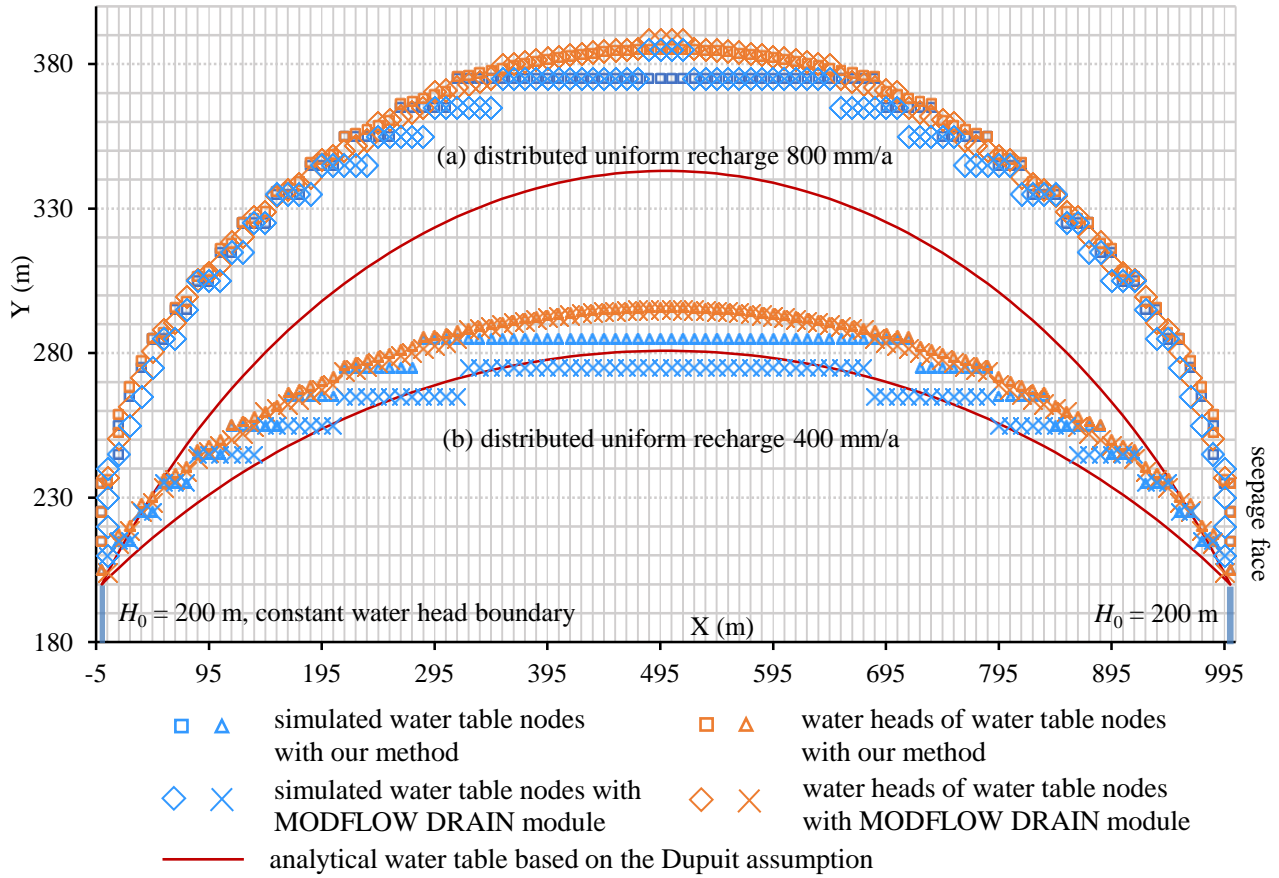 380
330
280
230
180
Y (m)
(a) distributed uniform recharge 800 mm/a
(b) distributed uniform recharge 400 mm/a
seepage face
H₀ = 200 m, constant water head boundary
H₀ = 200 m
X (m)
-5 95 195 295 395 495 595 695 795 895 995
simulated water table nodes
with our method
water heads of water table nodes
with our method
simulated water table nodes with
MODFLOW DRAIN module
water heads of water table nodes
with MODFLOW DRAIN module
analytical water table based on the Dupuit assumption